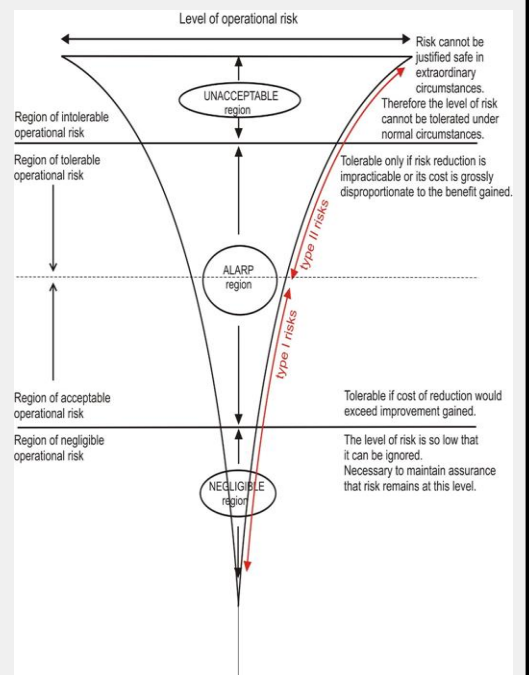 Level of operational risk
Risk cannot be
justified safe in
extraordinary
circumstances.
Therefore the level of risk
cannot be tolerated under
normal circumstances.
UNACCEPTABLE
region
Region of intolerable
operational risk
Region of tolerable
operational risk
Tolerable only if risk reduction is
impracticable or its cost is grossly
disproportionate to the benefit gained.
type II risks
ALARP
region
type I risks
Region of acceptable
operational risk
Tolerable if cost of reduction would
exceed improvement gained.
Region of negligible
operational risk
The level of risk is so low that
it can be ignored.
Necessary to maintain assurance
that risk remains at this level.
NEGLIGIBLE
region